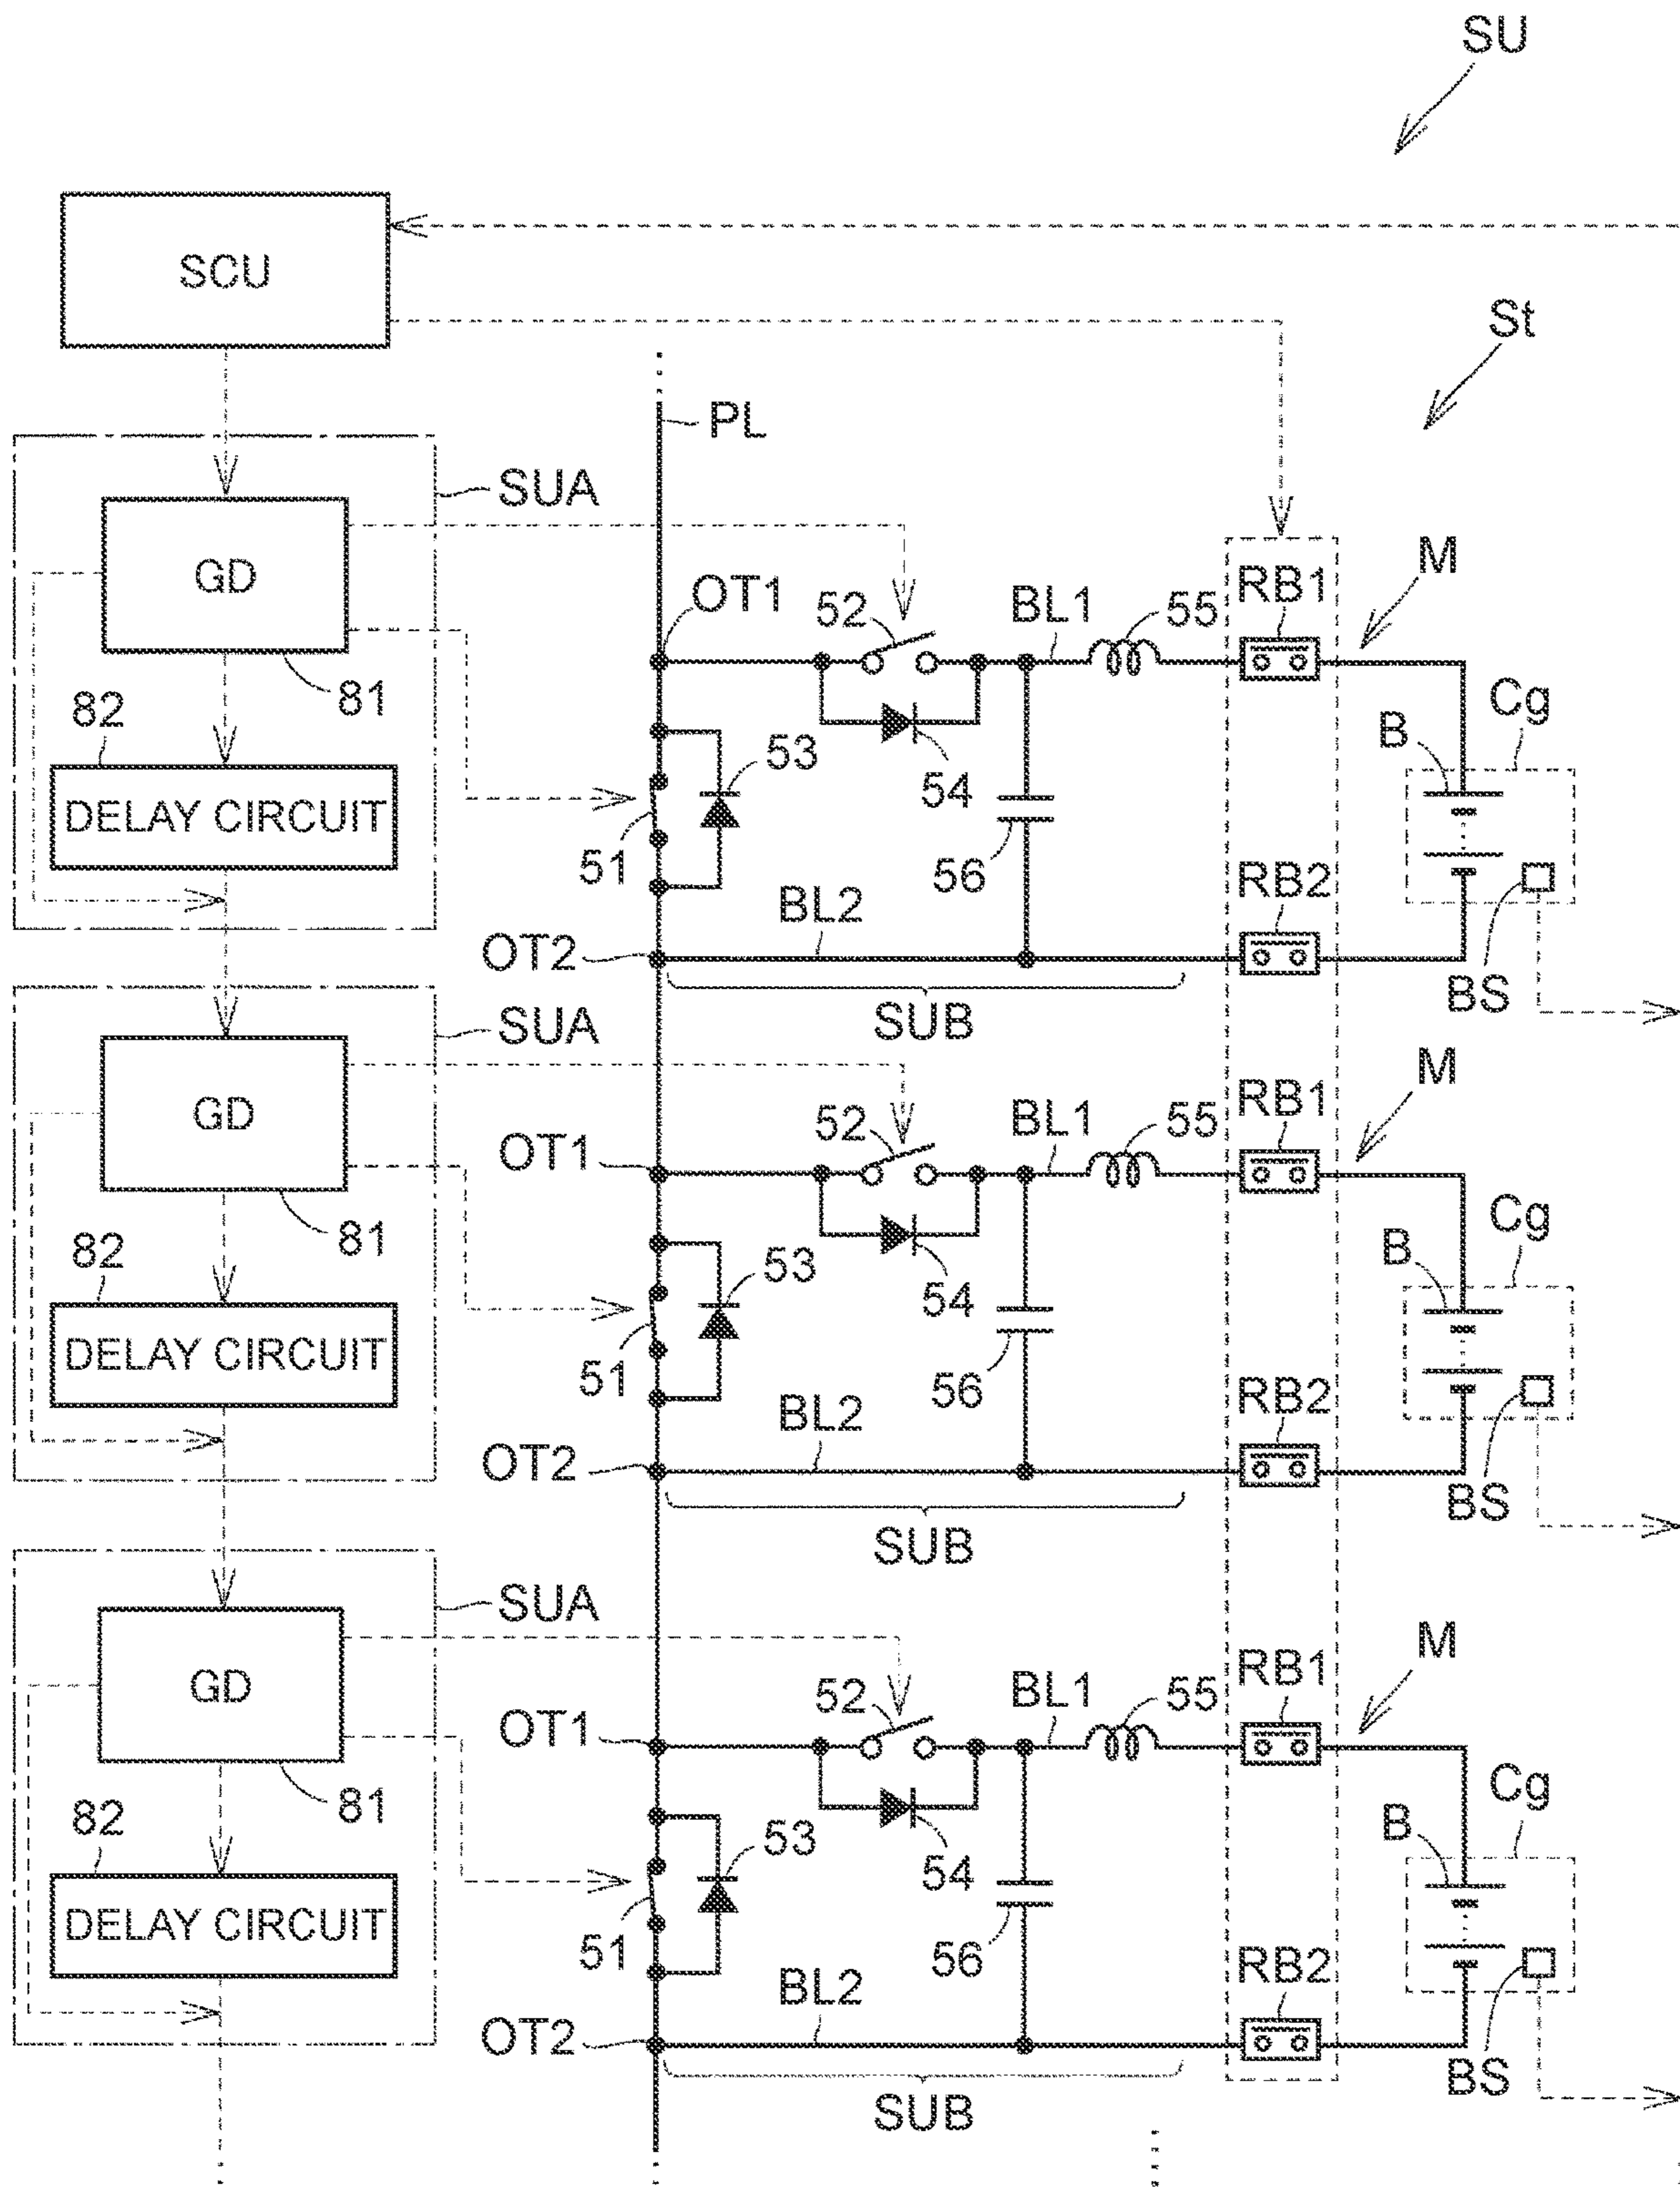 SU
SCU
St
PL
SUA
GD
M
RB1
OT1
52
BL1
55
81
Cg
82
B
53
54
DELAY CIRCUIT
51
56
RB2
BL2
OT2
BS
SUB
SUA
M
GD
RB1
52
BL1
55
OT1
81
Cg
82
B
53
54
DELAY CIRCUIT
51
56
RB2
BL2
OT2
BS
SUB
SUA
M
GD
RB1
52
BL1
55
OT1
81
Cg
82
B
53
54
DELAY CIRCUIT
51
56
RB2
BL2
OT2
BS
SUB